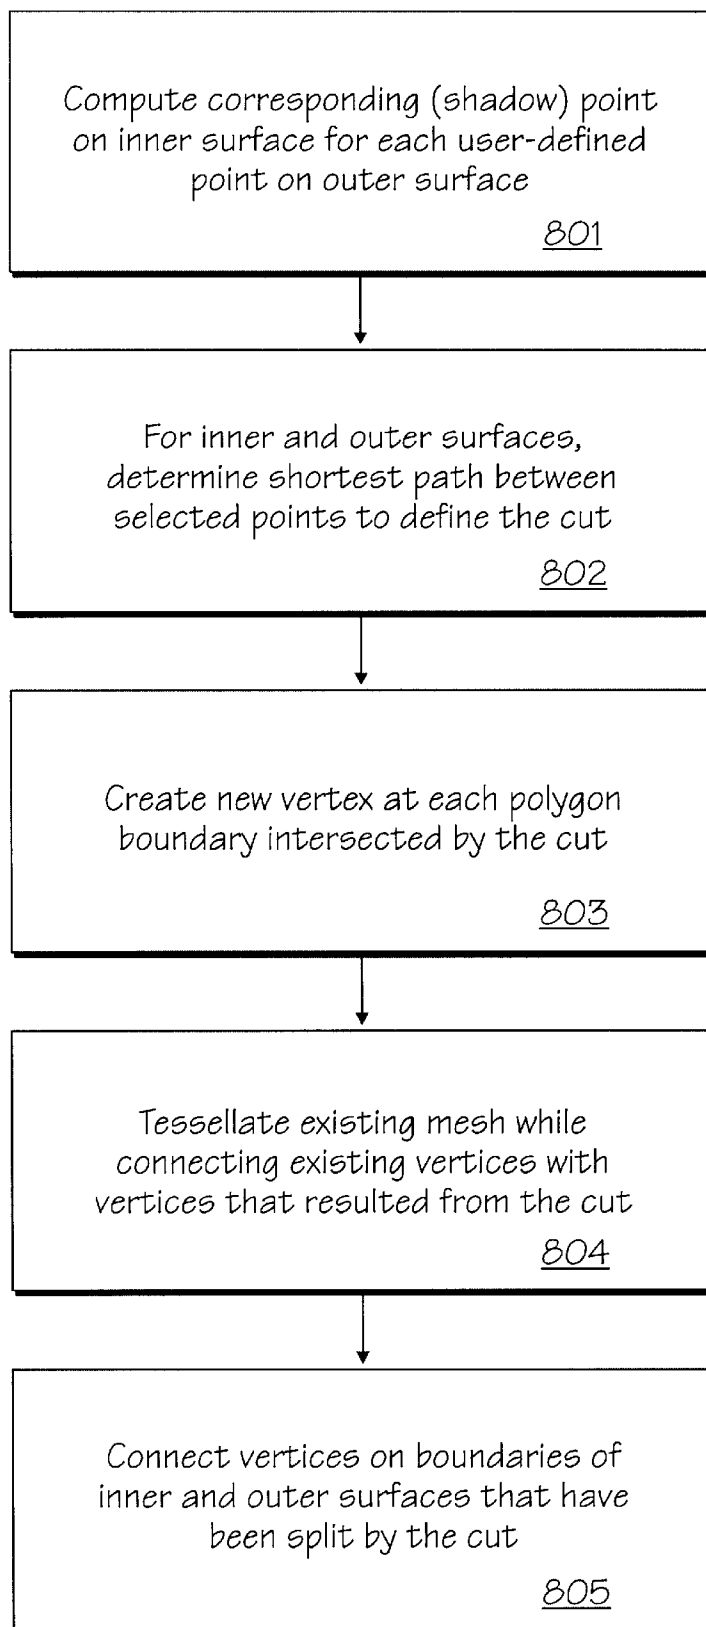 Compute corresponding (shadow) point
on inner surface for each user-defined
point on outer surface
801
For inner and outer surfaces,
determine shortest path between
selected points to define the cut
802
Create new vertex at each polygon
boundary intersected by the cut
803
Tessellate existing mesh while
connecting existing vertices with
vertices that resulted from the cut
804
Connect vertices on boundaries of
inner and outer surfaces that have
been split by the cut
805